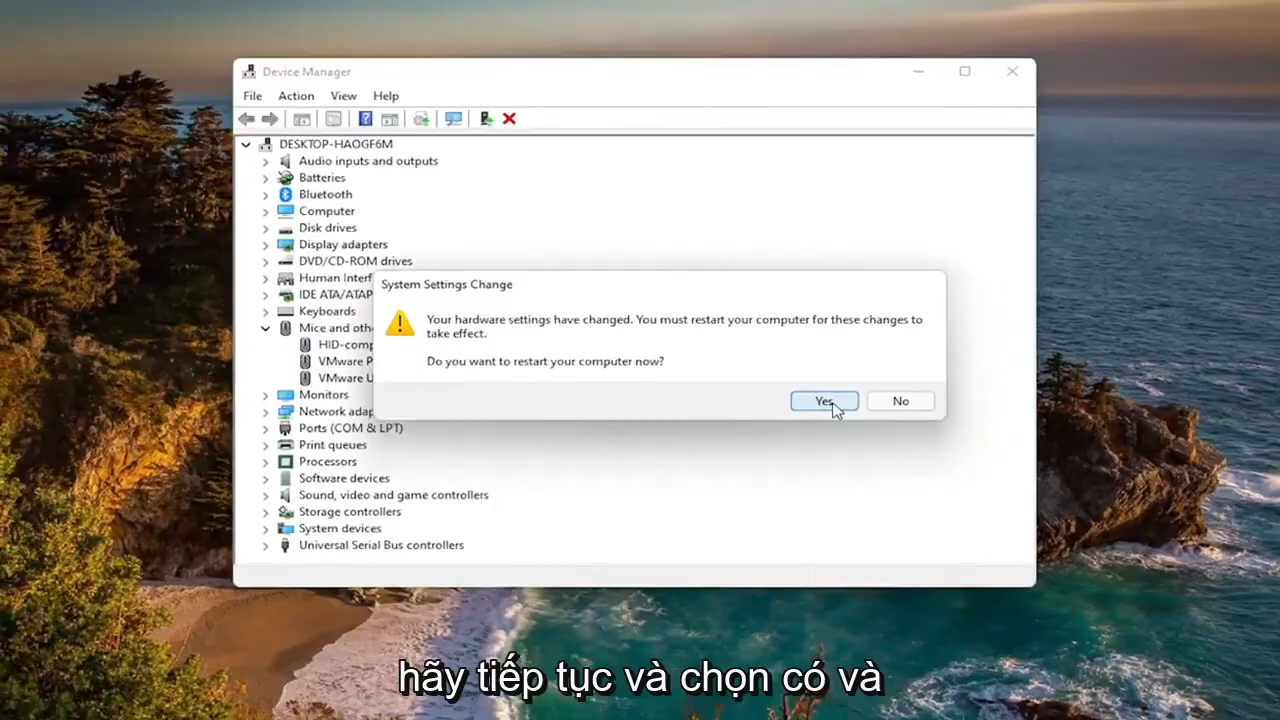 Device Manager
File Action View Help
DESKTOP-HAOGF6M
Audio inputs and outputs
Batteries
Bluetooth
Computer
Disk drives
Display adapters
DVD/CD-ROM drives
Human Interf
IDE ATA/ATAP
Keyboards
Mice and oth
HID-comp
VMware P
VMware U
Monitors
Network adap
Ports (COM & LPT)
Print queues
Processors
Software devices
Sound, video and game controllers
Storage controllers
System devices
Universal Serial Bus controllers
System Settings Change
Your hardware settings have changed. You must restart your computer for these changes to
take effect.
Do you want to restart your computer now?
Yes No
hãy tiếp tục và chọn có và